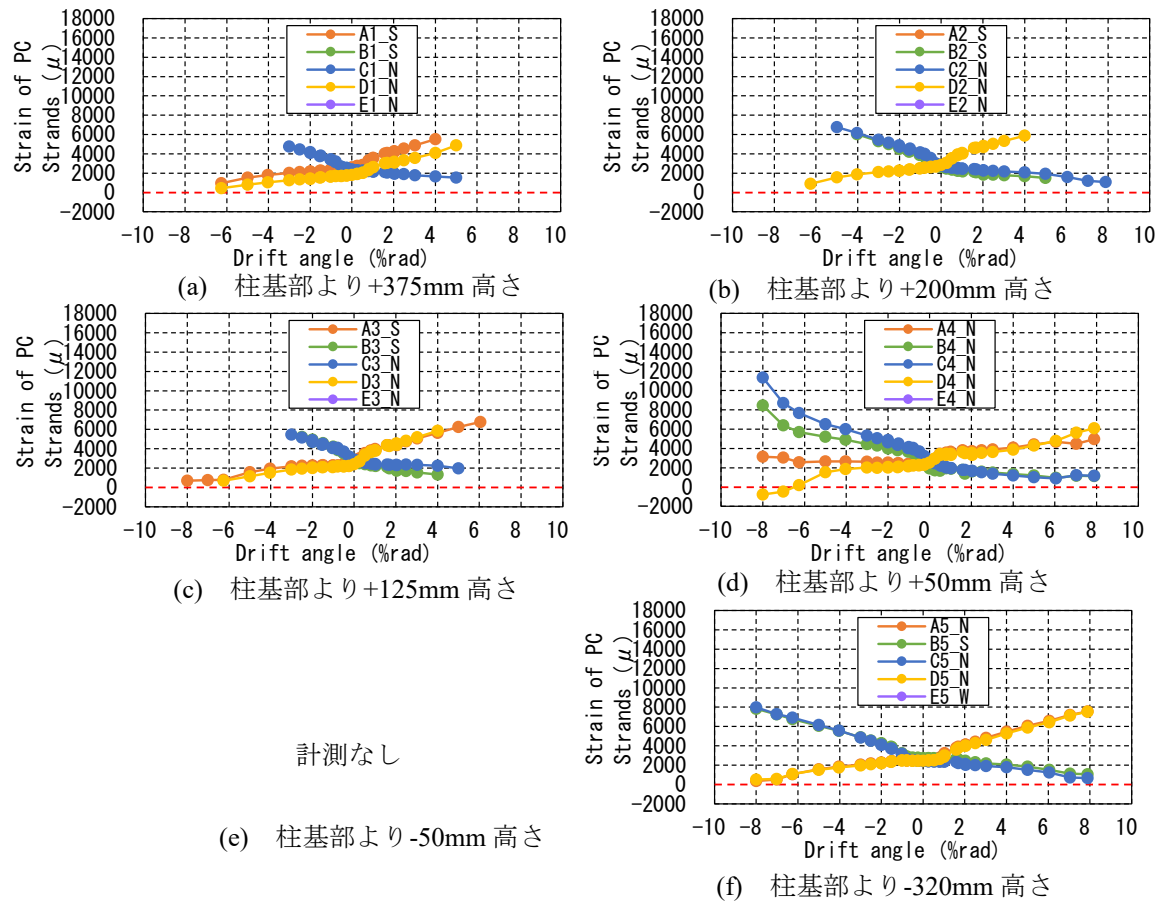 18000
16000
14000
12000
10000
8000
6000
4000
2000
0
-2000
Strain of PC
Strands (μ)
A1_S
B1_S
C1_N
D1_N
E1_N
-10 -8 -6 -4 -2 0 2 4 6 8 10
Drift angle (%rad)
(a) 柱基部より+375mm 高さ
18000
16000
14000
12000
10000
8000
6000
4000
2000
0
-2000
Strain of PC
Strands (μ)
A2_S
B2_S
C2_N
D2_N
E2_N
-10 -8 -6 -4 -2 0 2 4 6 8 10
Drift angle (%rad)
(b) 柱基部より+200mm 高さ
18000
16000
14000
12000
10000
8000
6000
4000
2000
0
-2000
Strain of PC
Strands (μ)
A3_S
B3_S
C3_N
D3_N
E3_N
-10 -8 -6 -4 -2 0 2 4 6 8 10
Drift angle (%rad)
(c) 柱基部より+125mm 高さ
18000
16000
14000
12000
10000
8000
6000
4000
2000
0
-2000
Strain of PC
Strands (μ)
A4_N
B4_N
C4_N
D4_N
E4_N
-10 -8 -6 -4 -2 0 2 4 6 8 10
Drift angle (%rad)
(d) 柱基部より+50mm 高さ
計測なし
(e) 柱基部より-50mm 高さ
18000
16000
14000
12000
10000
8000
6000
4000
2000
0
-2000
Strain of PC
Strands (μ)
A5_N
B5_S
C5_N
D5_N
E5_W
-10 -8 -6 -4 -2 0 2 4 6 8 10
Drift angle (%rad)
(f) 柱基部より-320mm 高さ